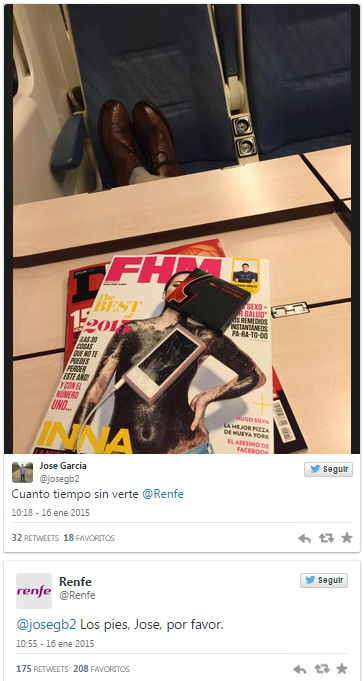 FHM
The
BEST
of
2015
¡LAS 30
COSAS
QUE NO TE
PUEDES
PERDER
ESTE AÑO!
Y CON EL
NÚMERO
UNO...
INNA
SEXO
SALUD
LOS REMEDIOS
INSTANTÁNEOS
PA-RA-TO-DO
HUGO SILVA
LA MEJOR PIZZA
DE NUEVA YORK
EL ASESINO DE
FACEBOOK
Jose Garcia
@josegb2
Seguir
Cuanto tiempo sin verte @Renfe
10:18 - 16 ene 2015
32 RETWEETS 18 FAVORITOS
renfe
Renfe
@Renfe
Seguir
@josegb2 Los pies, Jose, por favor.
10:55 - 16 ene 2015
175 RETWEETS 208 FAVORITOS